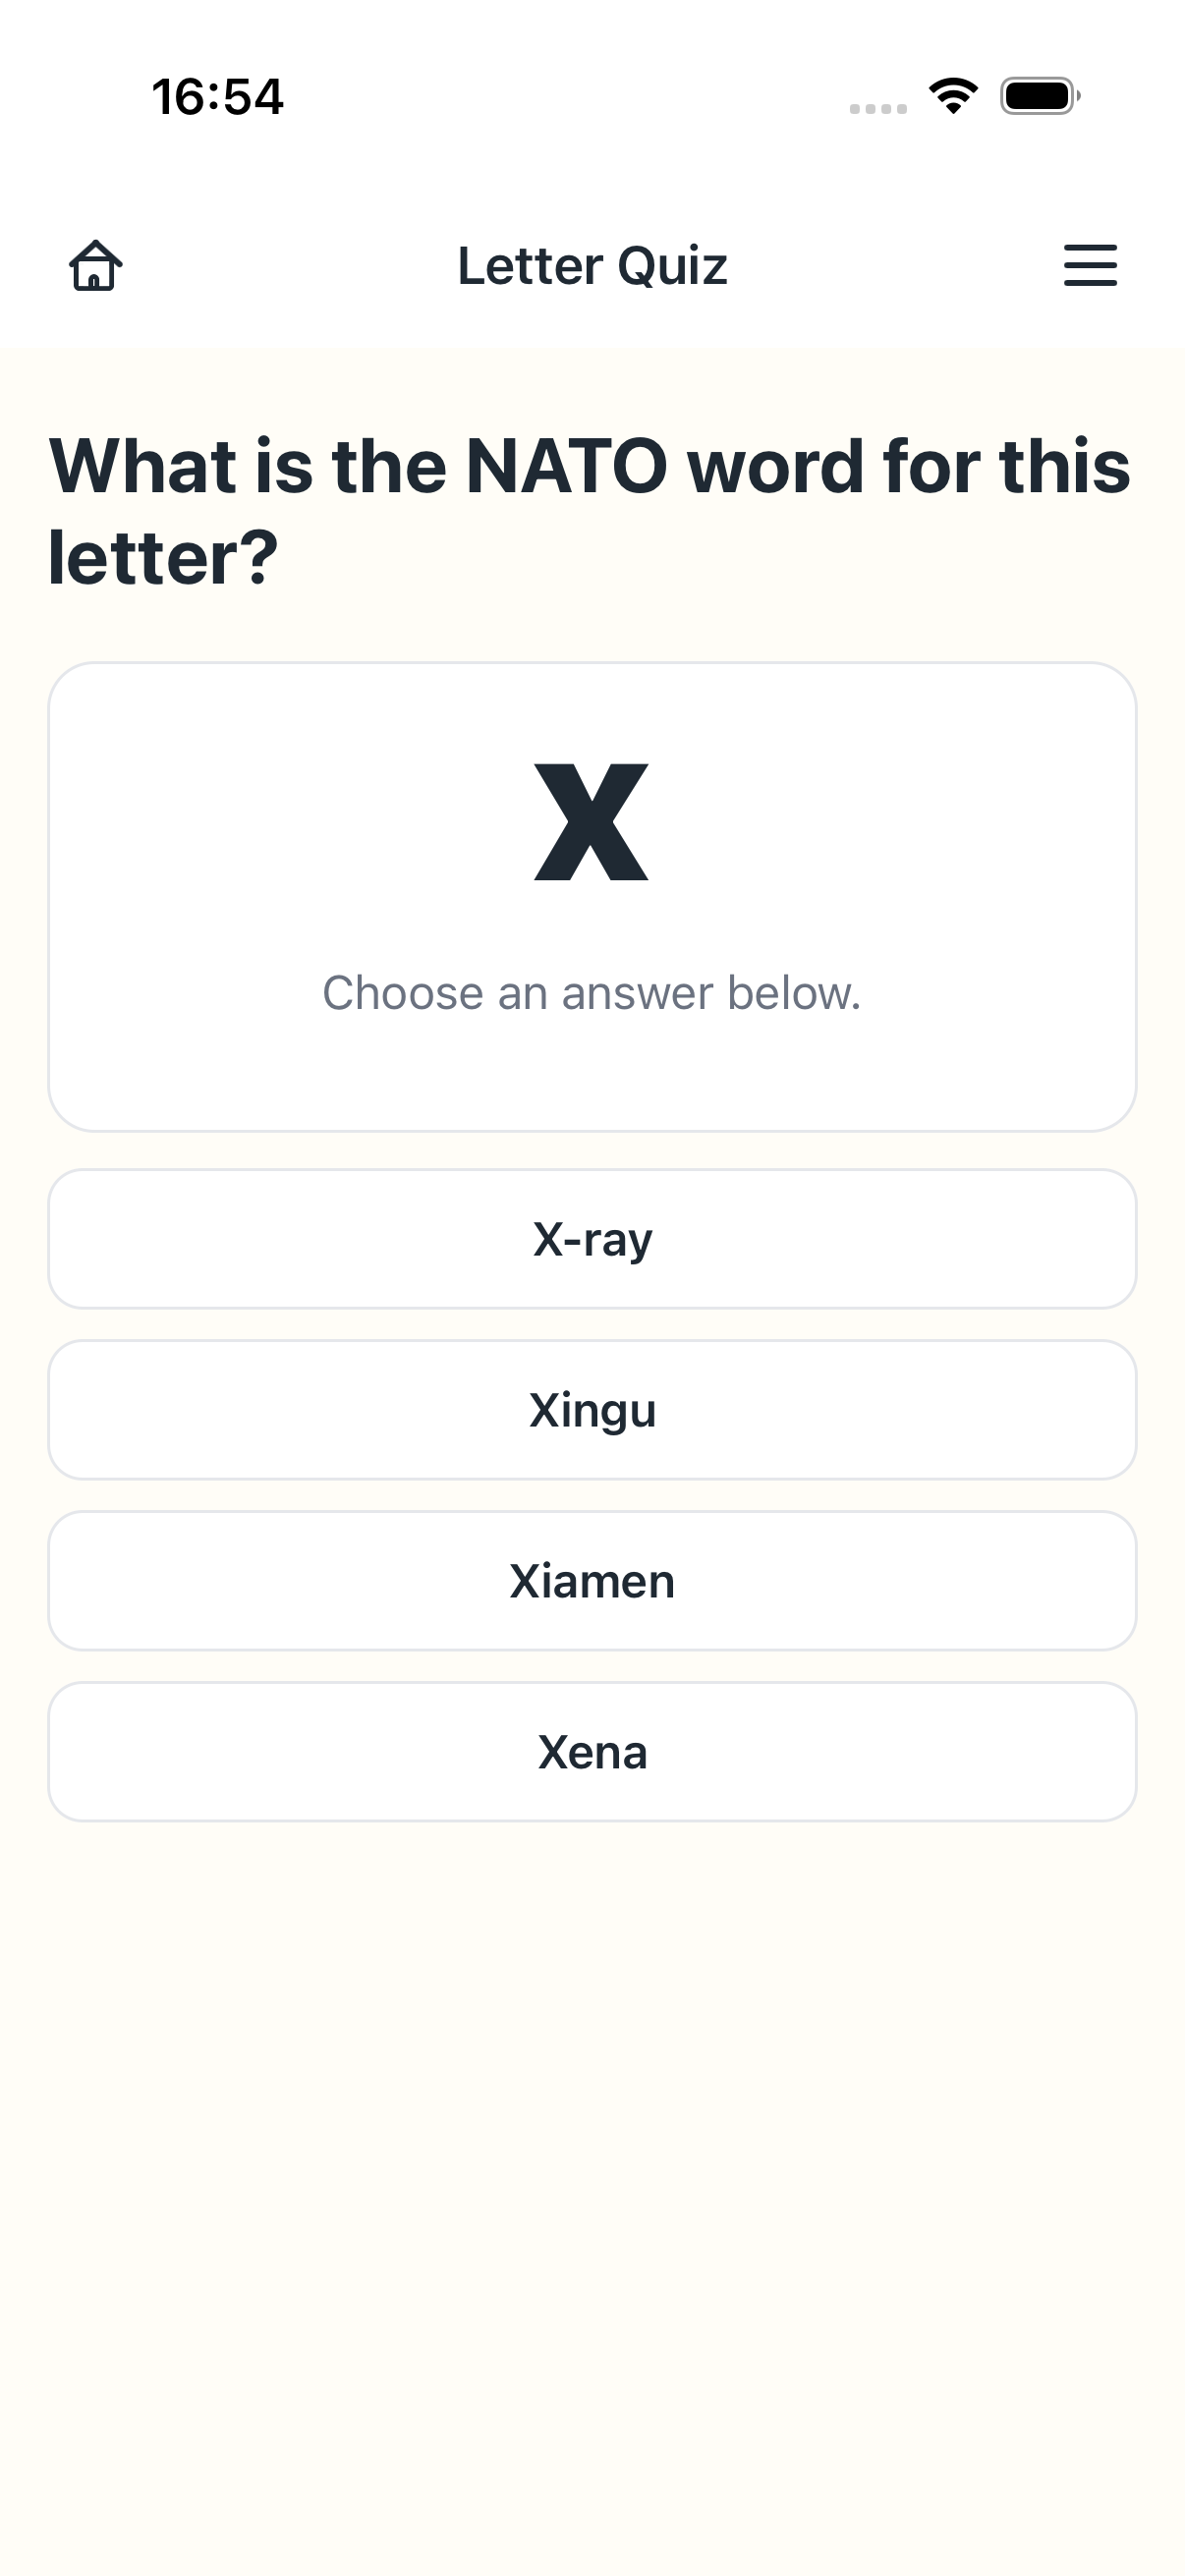 16:54
Letter Quiz
What is the NATO word for this
letter?
X
Choose an answer below.
X-ray
Xingu
Xiamen
Xena